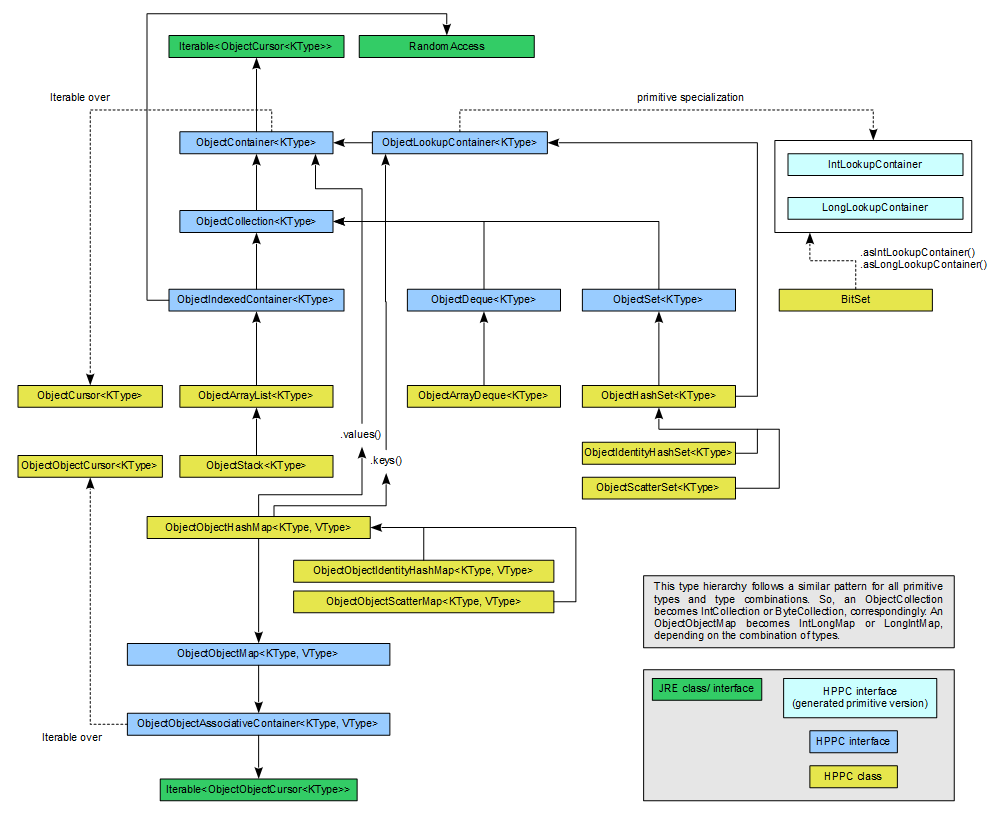 Iterable<ObjectCursor<KType>>
RandomAccess
Iterable over
primitive specialization
ObjectContainer<KType>
ObjectLookupContainer<KType>
IntLookupContainer
LongLookupContainer
ObjectCollection<KType>
.asIntLookupContainer()
.asLongLookupContainer()
ObjectIndexedContainer<KType>
ObjectDeque<KType>
ObjectSet<KType>
BitSet
ObjectCursor<KType>
ObjectArrayList<KType>
ObjectArrayDeque<KType>
ObjectHashSet<KType>
.values()
ObjectIdentityHashSet<KType>
.keys()
ObjectObjectCursor<KType>
ObjectStack<KType>
ObjectScatterSet<KType>
ObjectObjectHashMap<KType, VType>
ObjectObjectIdentityHashMap<KType, VType>
ObjectObjectScatterMap<KType, VType>
This type hierarchy follows a similar pattern for all primitive
types and type combinations. So, an ObjectCollection
becomes IntCollection or ByteCollection, correspondingly. An
ObjectObjectMap becomes IntLongMap or LongIntMap,
depending on the combination of types.
ObjectObjectMap<KType, VType>
JRE class/ interface
HPPC interface
(generated primitive version)
ObjectObjectAssociativeContainer<KType, VType>
Iterable over
HPPC interface
HPPC class
Iterable<ObjectObjectCursor<KType>>